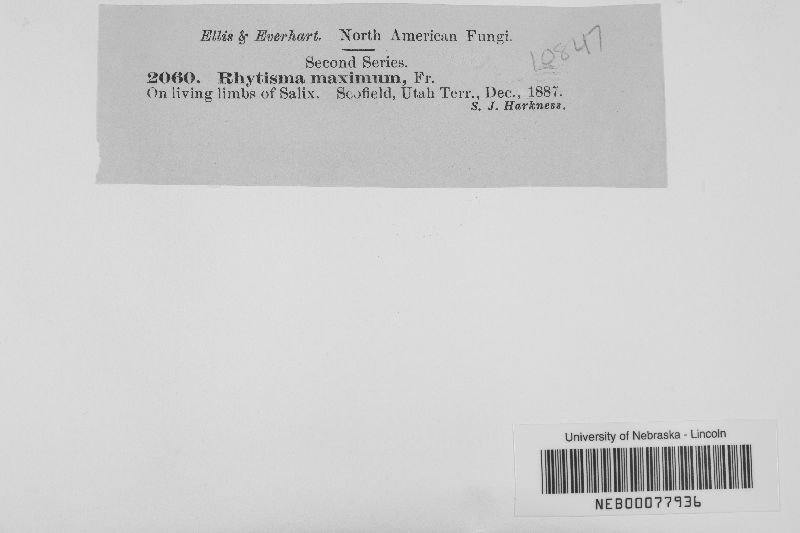 Ellis & Everhart. North American Fungi.
10847
Second Series.
2060. Rhytisma maximum, Fr.
On living limbs of Salix. Scofield, Utah Terr., Dec., 1887.
S. J. Harkness.
University of Nebraska - Lincoln
NEB00077936